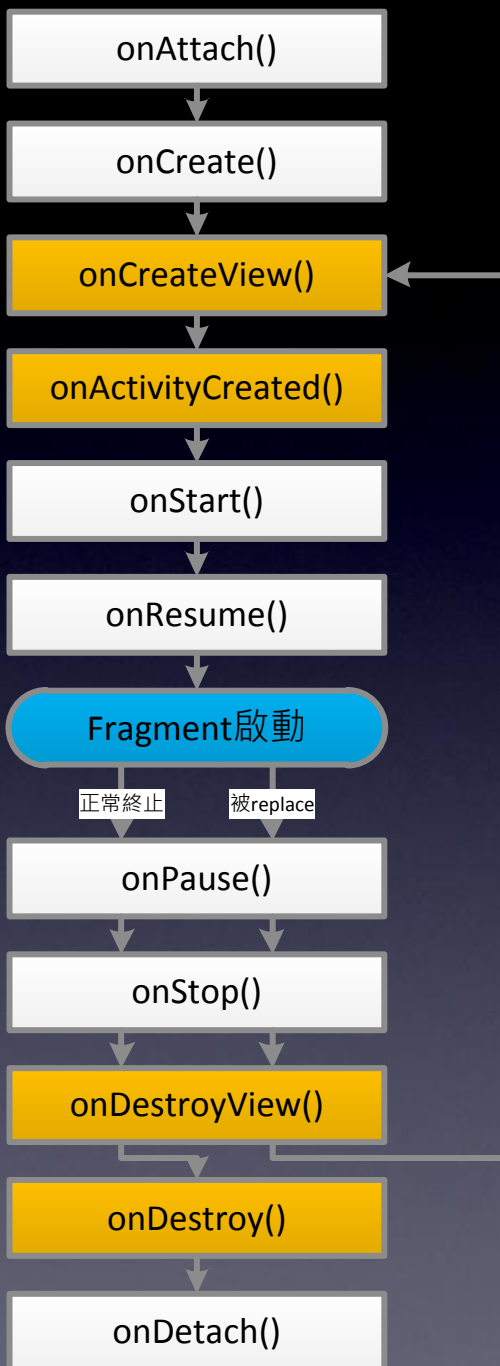 onAttach()
onCreate()
onCreateView()
onActivityCreated()
onStart()
onResume()
Fragment啟動
正常終止
被replace
onPause()
onStop()
onDestroyView()
onDestroy()
onDetach()